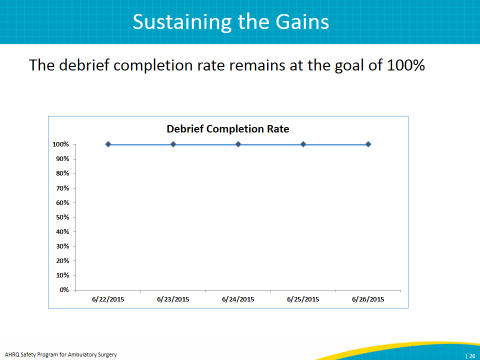 Sustaining the Gains
The debrief completion rate remains at the goal of 100%
Debrief Completion Rate
100%
90%
80%
70%
60%
50%
40%
30%
20%
10%
0%
6/22/2015 6/23/2015 6/24/2015 6/25/2015 6/26/2015
AHRQ Safety Program for Ambulatory Surgery
| 26